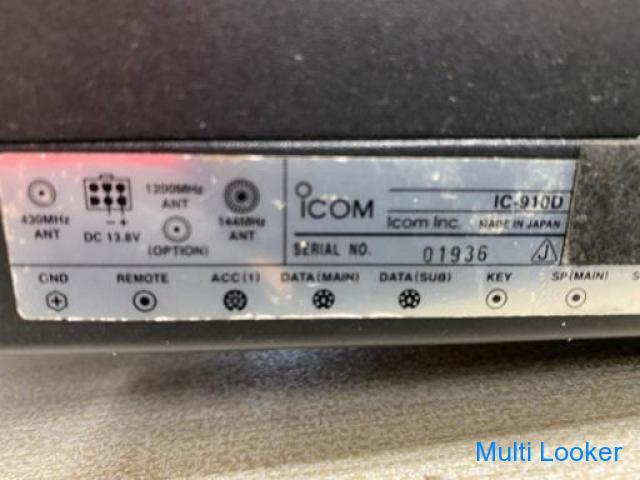 430MHz
ANT
DC 13.8V
1200MHz
ANT
(OPTION)
144MHz
ANT
ICOM
IC-910D
Icom Inc. MADE IN JAPAN
SERIAL NO. 01936
GND REMOTE ACC(1) DATA(MAIN) DATA(SUB) KEY SP(MAIN) S
Multi Looker